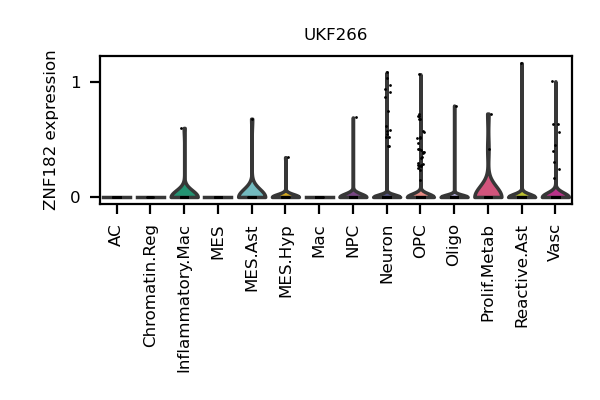 UKF266
ZNF182 expression
1
0
AC
Chromatin.Reg
Inflammatory.Mac
MES
MES.Ast
MES.Hyp
Mac
NPC
Neuron
OPC
Oligo
Prolif.Metab
Reactive.Ast
Vasc